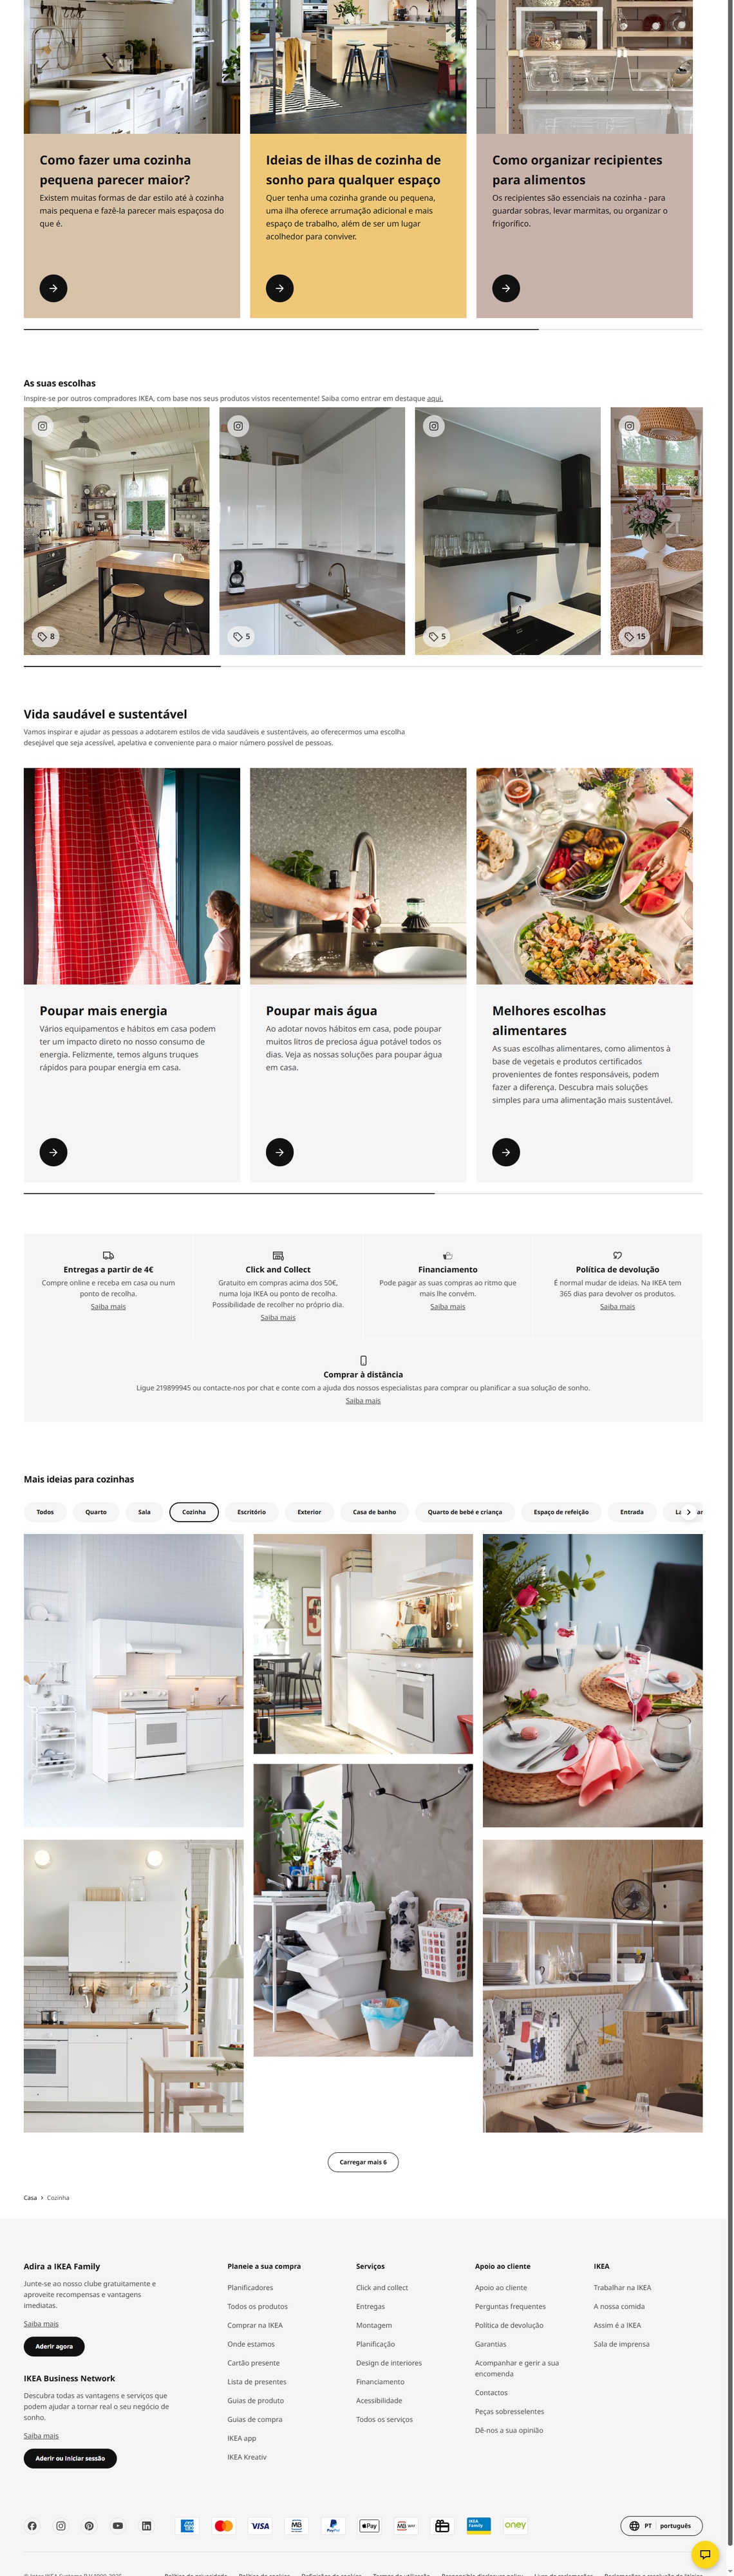 Como fazer uma cozinha
pequena parecer maior?
Existem muitas formas de dar estilo até à cozinha
mais pequena e fazê-la parecer mais espaçosa do
que é.
Ideias de ilhas de cozinha de
sonho para qualquer espaço
Quer tenha uma cozinha grande ou pequena,
uma ilha oferece arrumação adicional e mais
espaço de trabalho, além de ser um lugar
acolhedor para conviver.
Como organizar recipientes
para alimentos
Os recipientes são essenciais na cozinha - para
guardar sobras, levar marmitas, ou organizar o
frigorífico.
As suas escolhas
Inspire-se por outros compradores IKEA, com base nos seus produtos vistos recentemente! Saiba como entrar em destaque aqui.
8
5
5
15
Vida saudável e sustentável
Vamos inspirar e ajudar as pessoas a adotarem estilos de vida saudáveis e sustentáveis, ao oferecermos uma escolha
desejável que seja acessível, apelativa e conveniente para o maior número possível de pessoas.
Poupar mais energia
Vários equipamentos e hábitos em casa podem
ter um impacto direto no nosso consumo de
energia. Felizmente, temos alguns truques
rápidos para poupar energia em casa.
Poupar mais água
Ao adotar novos hábitos em casa, pode poupar
muitos litros de preciosa água potável todos os
dias. Veja as nossas soluções para poupar água
em casa.
Melhores escolhas
alimentares
As suas escolhas alimentares, como alimentos à
base de vegetais e produtos certificados
provenientes de fontes responsáveis, podem
fazer a diferença. Descubra mais soluções
simples para uma alimentação mais sustentável.
Entregas a partir de 4€
Compre online e receba em casa ou num
ponto de recolha.
Saiba mais
Click and Collect
Gratuito em compras acima dos 50€,
numa loja IKEA ou ponto de recolha.
Possibilidade de recolher no próprio dia.
Saiba mais
Financiamento
Pode pagar as suas compras ao ritmo que
mais lhe convém.
Saiba mais
Política de devolução
É normal mudar de ideias. Na IKEA tem
365 dias para devolver os produtos.
Saiba mais
Comprar à distância
Ligue 219899945 ou contacte-nos por chat e conte com a ajuda dos nossos especialistas para comprar ou planificar a sua solução de sonho.
Saiba mais
Mais ideias para cozinhas
Todos
Quarto
Sala
Cozinha
Escritório
Exterior
Casa de banho
Quarto de bebé e criança
Espaço de refeição
Entrada
Carregar mais 6
Casa › Cozinha
Adira a IKEA Family
Junte-se ao nosso clube gratuitamente e
aproveite recompensas e vantagens
imediatas.
Saiba mais
Aderir agora
IKEA Business Network
Descubra todas as vantagens e serviços que
podem ajudar a tornar real o seu negócio de
sonho.
Saiba mais
Aderir ou iniciar sessão
Planeie a sua compra
Planificadores
Todos os produtos
Comprar na IKEA
Onde estamos
Cartão presente
Lista de presentes
Guias de produto
Guias de compra
IKEA app
IKEA Kreativ
Serviços
Click and collect
Entregas
Montagem
Planificação
Design de interiores
Financiamento
Acessibilidade
Todos os serviços
Apoio ao cliente
Apoio ao cliente
Perguntas frequentes
Política de devolução
Garantias
Acompanhar e gerir a sua
encomenda
Contactos
Peças sobresselentes
Dê-nos a sua opinião
IKEA
Trabalhar na IKEA
A nossa comida
Assim é a IKEA
Sala de imprensa
VISA
MB
PayPal
Pay
MB WAY
IKEA Family
oney
PT | português